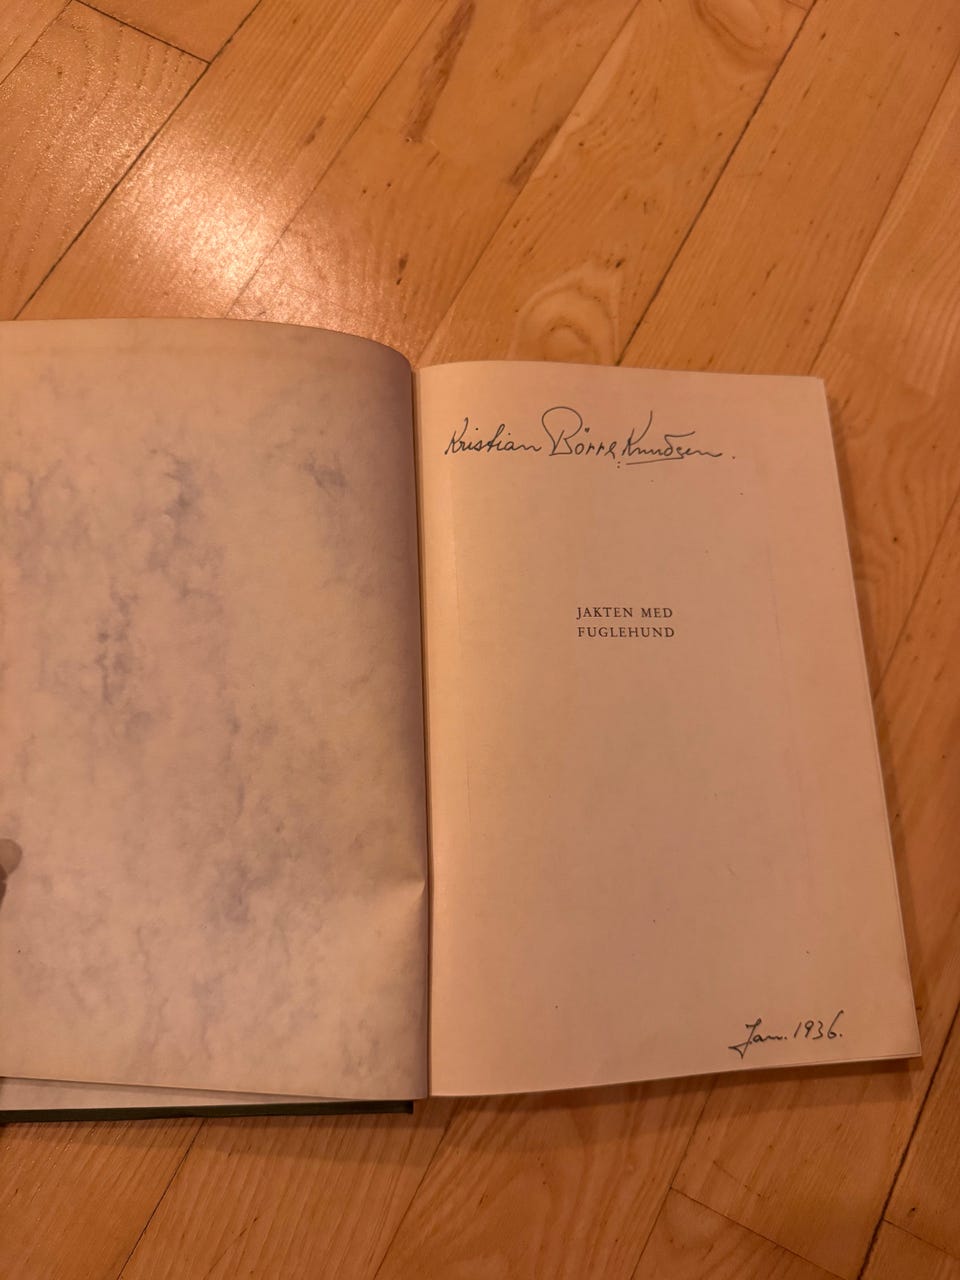 Kristian Börre Knudsen.
JAKTEN MED
FUGLEHUND
Jan. 1936.